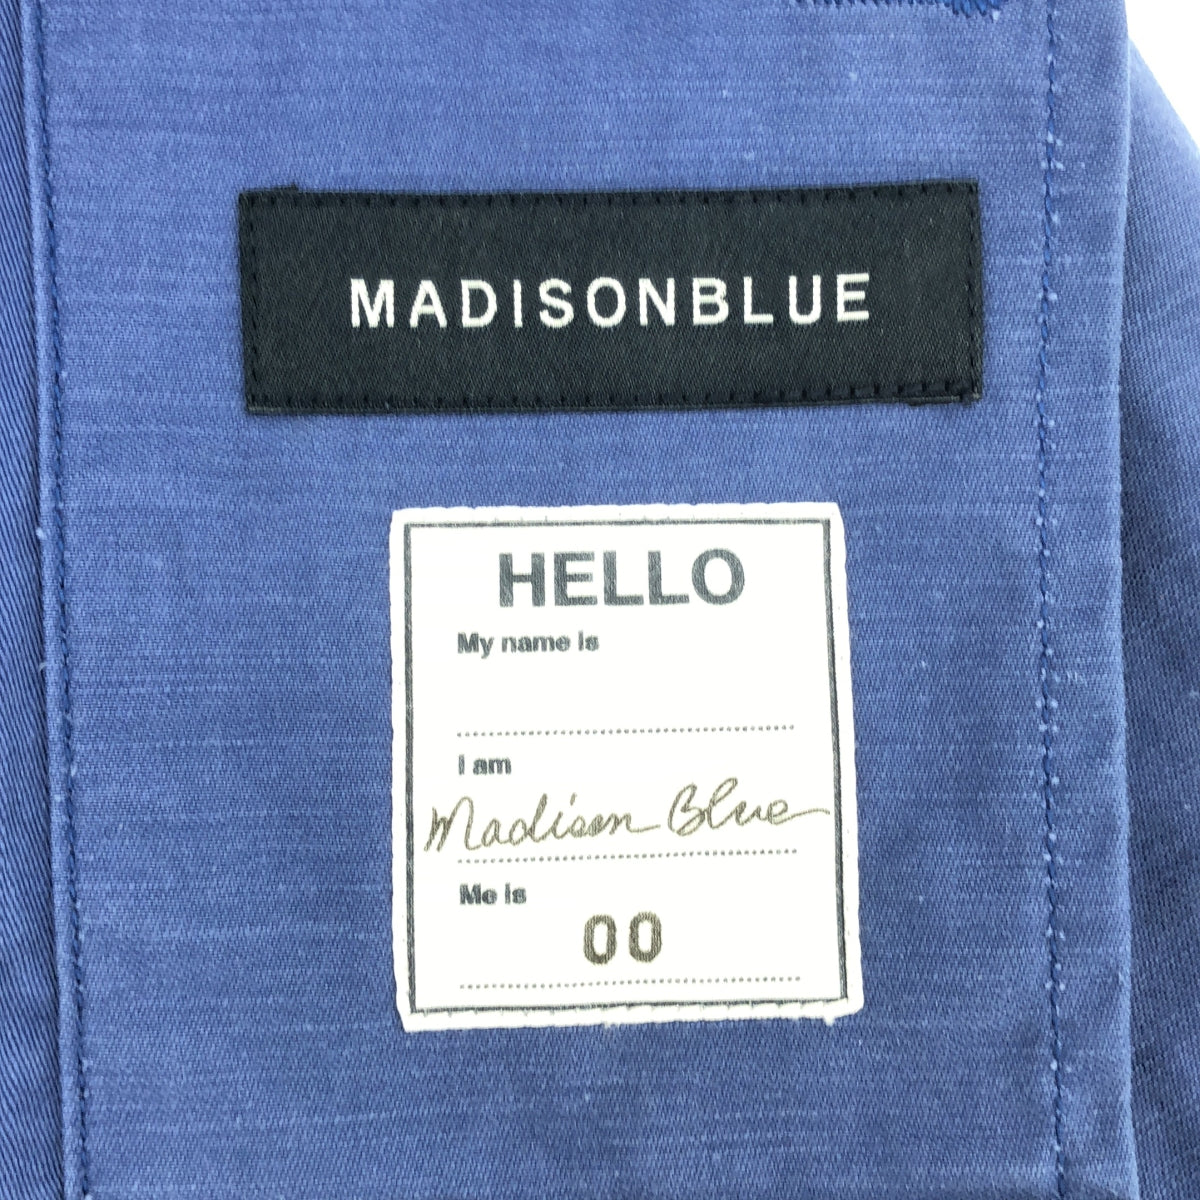 MADISONBLUE
HELLO
My name is
I am
Madison Blue
Me is
00